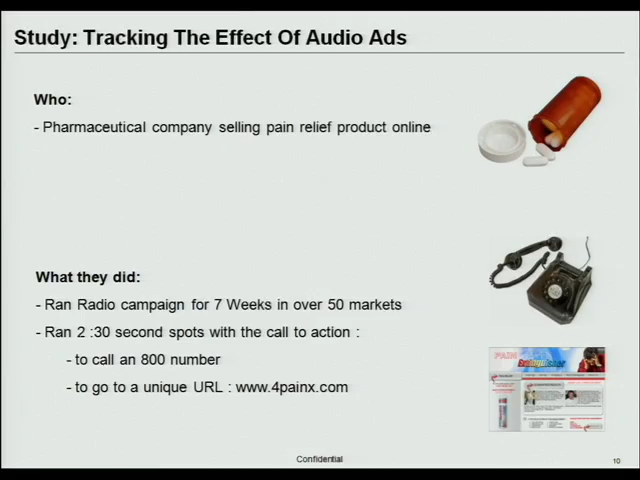 Study: Tracking The Effect Of Audio Ads
Who:
- Pharmaceutical company selling pain relief product online
What they did:
- Ran Radio campaign for 7 Weeks in over 50 markets
- Ran 2 :30 second spots with the call to action :
- to call an 800 number
- to go to a unique URL : www.4painx.com
PAIN
Confidential
10